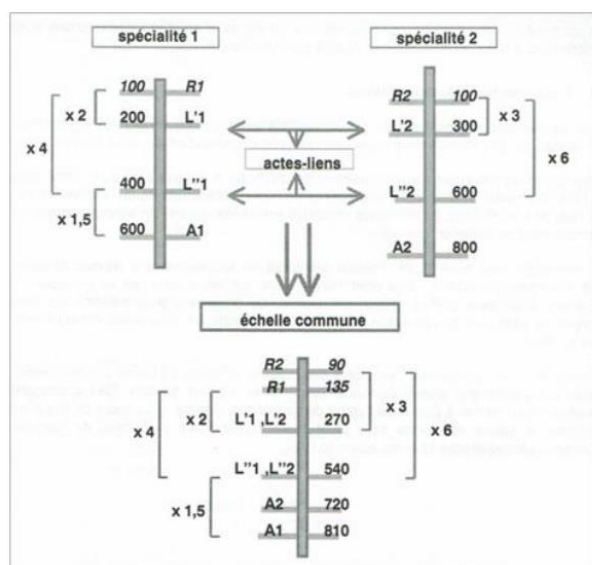 spécialité 1
spécialité 2
100 R1
x 2
200 L'1
x 4
400 L"1
x 1,5
600 A1
R2 100
x 3
L'2 300
x 6
L"2 600
A2 800
actes-liens
échelle commune
R2 90
R1 135
x 3
x 2
L'1 ,L'2 270
x 4
x 6
L"1 ,L"2 540
A2 720
x 1,5
A1 810